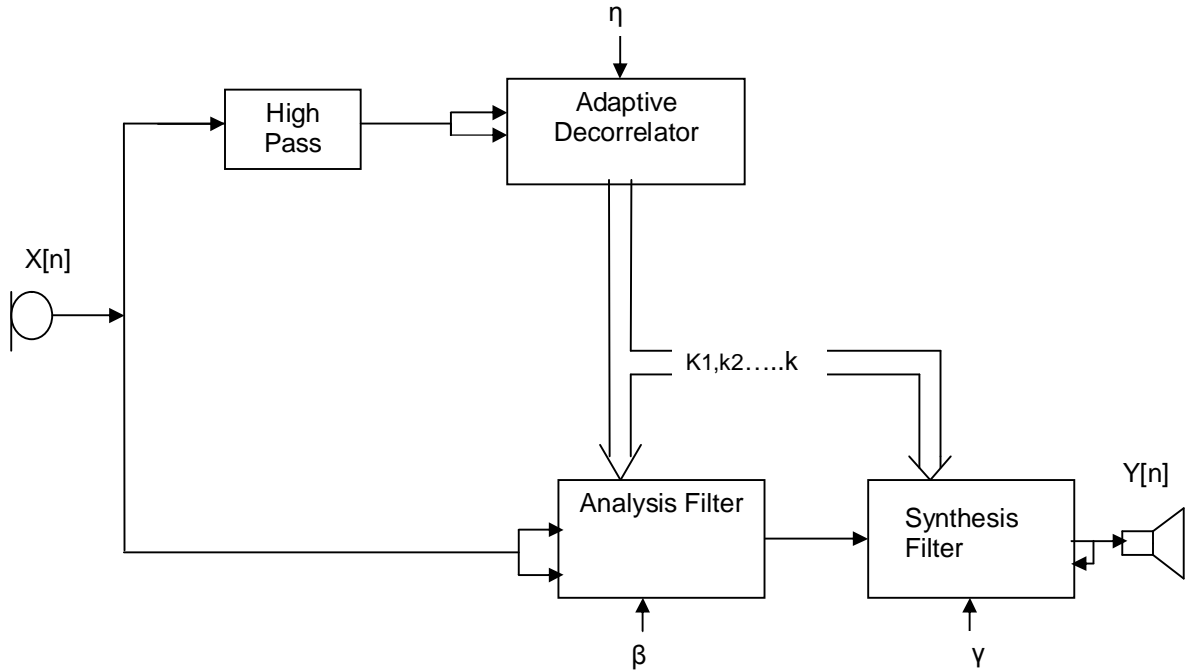 η
High
Pass
Adaptive
Decorrelator
X[n]
K1,k2…..k
Analysis Filter
Synthesis
Filter
Y[n]
β
γ